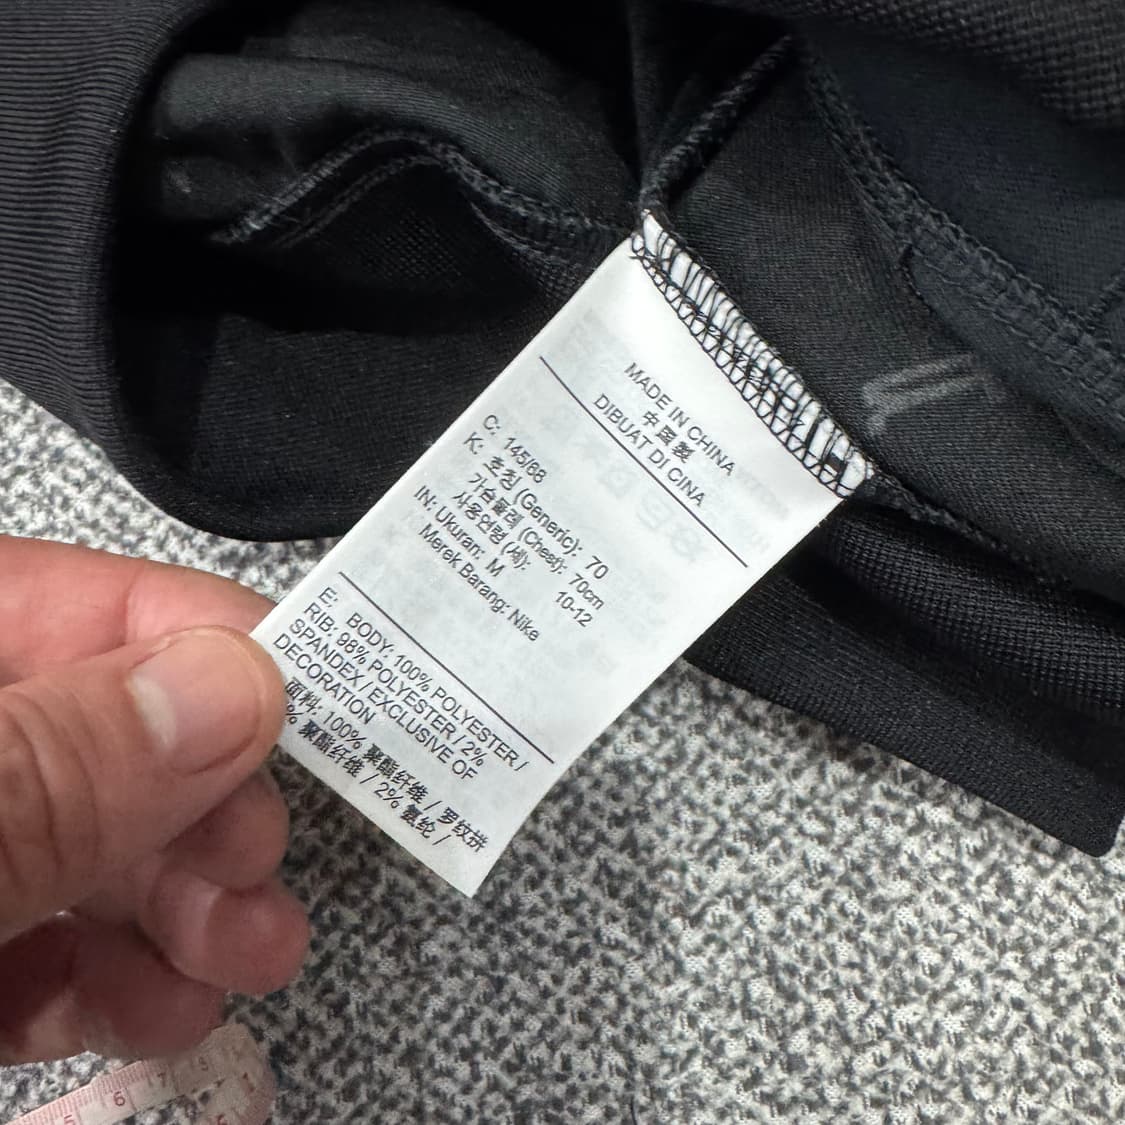 MADE IN CHINA
中國製
DIBUAT DI CINA
C: 145/68
K: 호칭 (Generic): 70
가슴둘레 (Chest): 70cm
사용연령 (세): 10-12
IN: Ukuran: M
Merek Barang: Nike
E: BODY: 100% POLYESTER /
RIB: 98% POLYESTER / 2%
SPANDEX / EXCLUSIVE OF
DECORATION
面料: 100% 聚酯纤维 / 罗纹拼
% 聚酯纤维 / 2% 氨纶 /
6
7